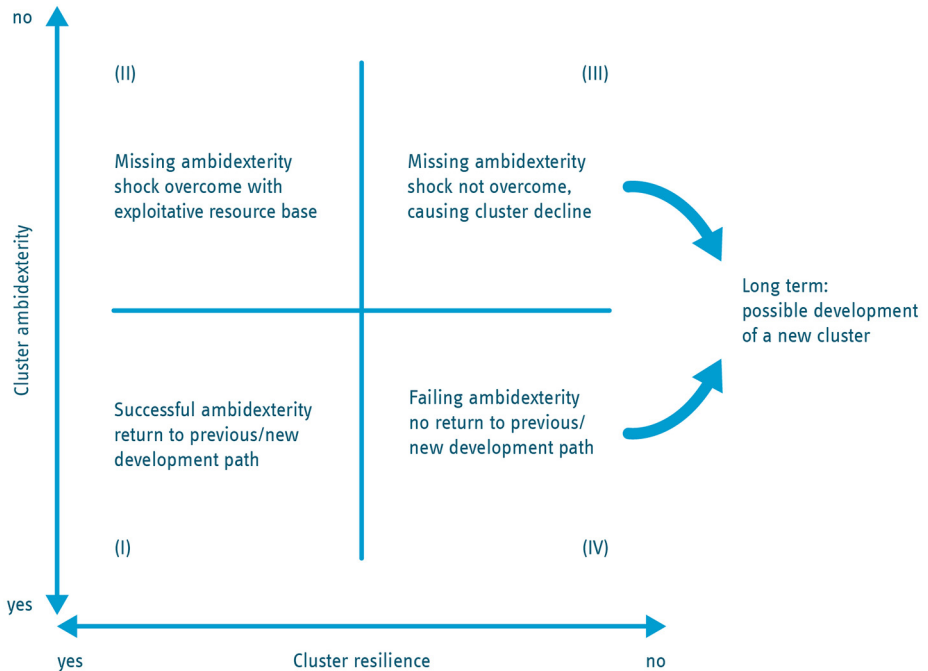 no
(II)
(III)
Missing ambidexterity
shock overcome with
exploitative resource base
Missing ambidexterity
shock not overcome,
causing cluster decline
Cluster ambidexterity
Long term:
possible development
of a new cluster
Successful ambidexterity
return to previous/new
development path
Failing ambidexterity
no return to previous/
new development path
(I)
(IV)
yes
yes
Cluster resilience
no